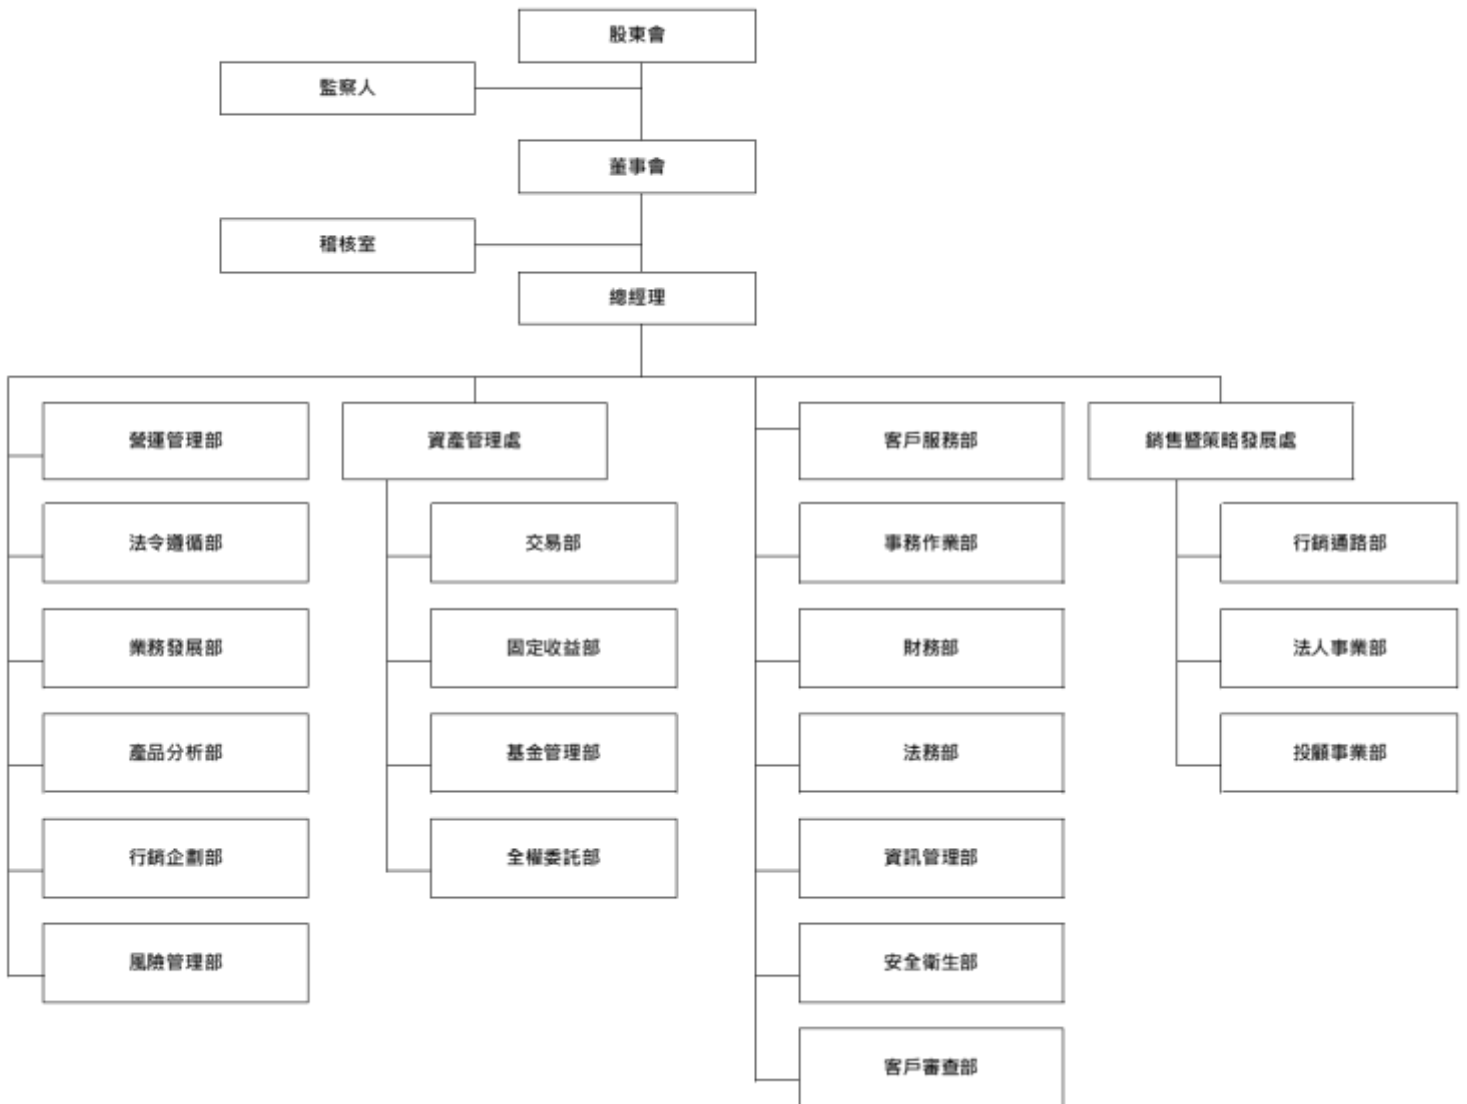 股東會
監察人
董事會
稽核室
總經理
營運管理部
法令遵循部
業務發展部
產品分析部
行銷企劃部
風險管理部
資產管理處
交易部
固定收益部
基金管理部
全權委託部
客戶服務部
事務作業部
財務部
法務部
資訊管理部
安全衛生部
客戶審查部
銷售暨策略發展處
行銷通路部
法人事業部
投顧事業部